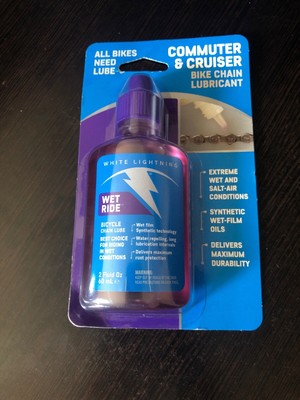 ALL BIKES
NEED
LUBE
COMMUTER
& CRUISER
BIKE CHAIN
LUBRICANT
WHITE LIGHTNING
WET
RIDE
BICYCLE
CHAIN LUBE
BEST CHOICE
FOR RIDING
IN WET
CONDITIONS
Wet film
Synthetic technology
Water repelling, long
lubrication intervals
Delivers maximum
rust protection
2 Fluid Oz
60 mL
WARNING:
EXTREME
WET AND
SALT-AIR
CONDITIONS
SYNTHETIC
WET-FILM
OILS
DELIVERS
MAXIMUM
DURABILITY